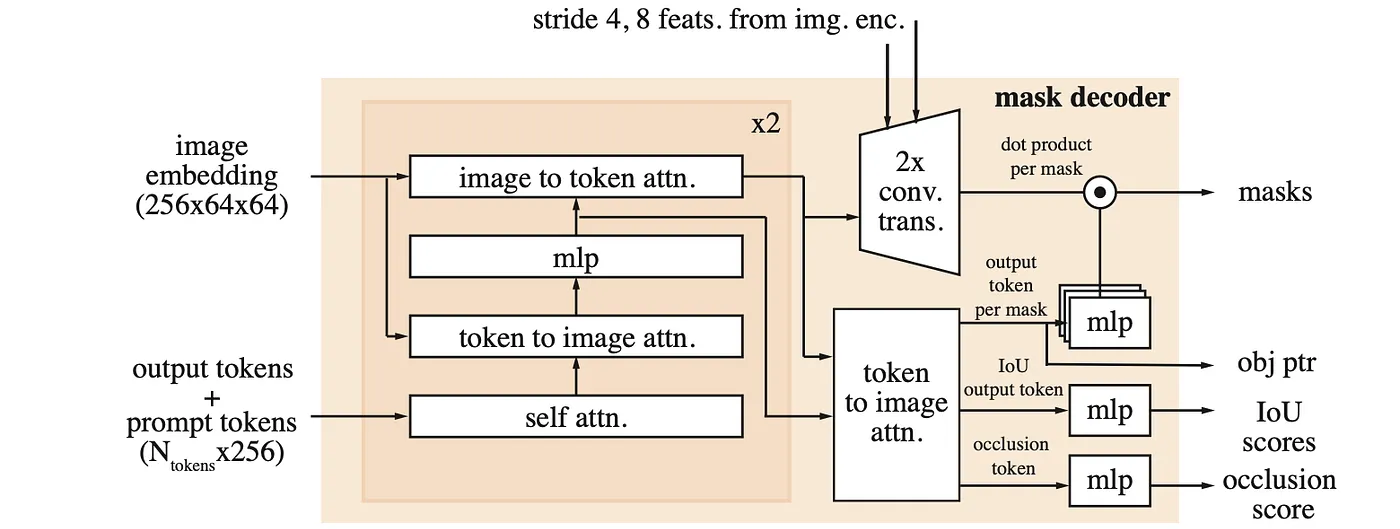 stride 4, 8 feats. from img. enc.
mask decoder
x2
image
embedding
(256x64x64)
image to token attn.
mlp
token to image attn.
self attn.
output tokens
+
prompt tokens
(Ntokensx256)
2x
conv.
trans.
dot product
per mask
masks
output
token
per mask
mlp
obj ptr
token
to image
attn.
IoU
output token
mlp
IoU
scores
occlusion
token
mlp
occlusion
score